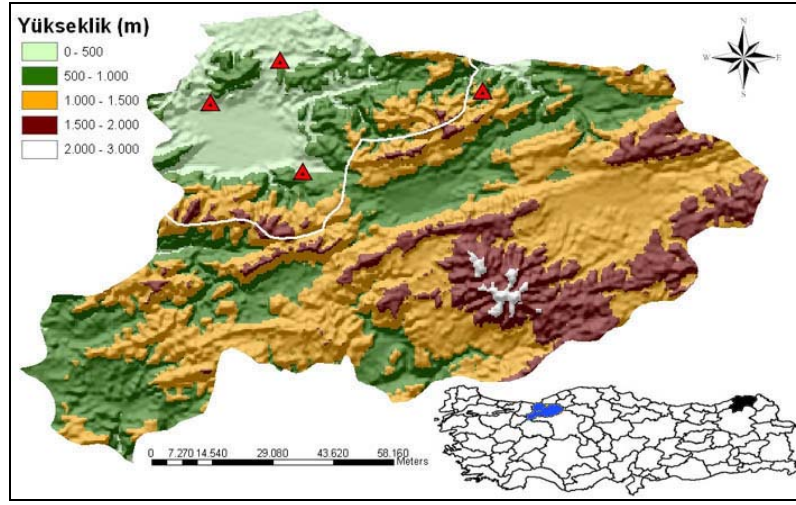 Yükseklik (m)
0 - 500
500 - 1.000
1.000 - 1.500
1.500 - 2.000
2.000 - 3.000
N
W E
S
0 7.270 14.540 29.080 43.620 58.160
Meters